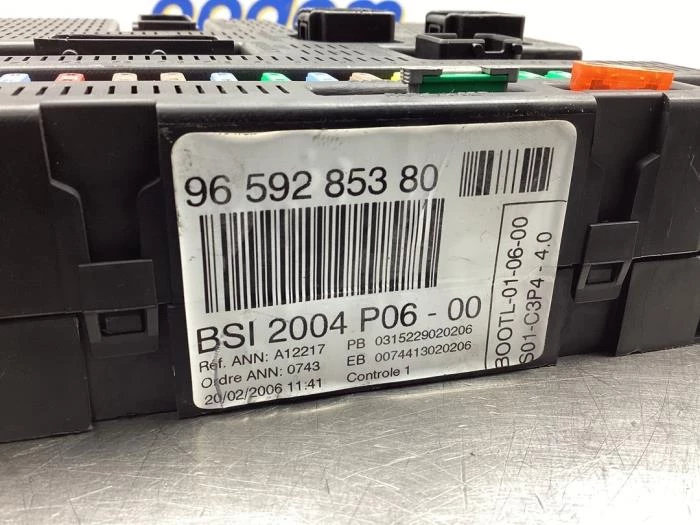 96 592 853 80
BSI 2004 P06 - 00
Réf. ANN: A12217
Ordre ANN: 0743
20/02/2006 11:41
PB 0315229020206
EB 0074413020206
Controle 1
BOOTL-01-06-00
S01-C3P4 - 4.0